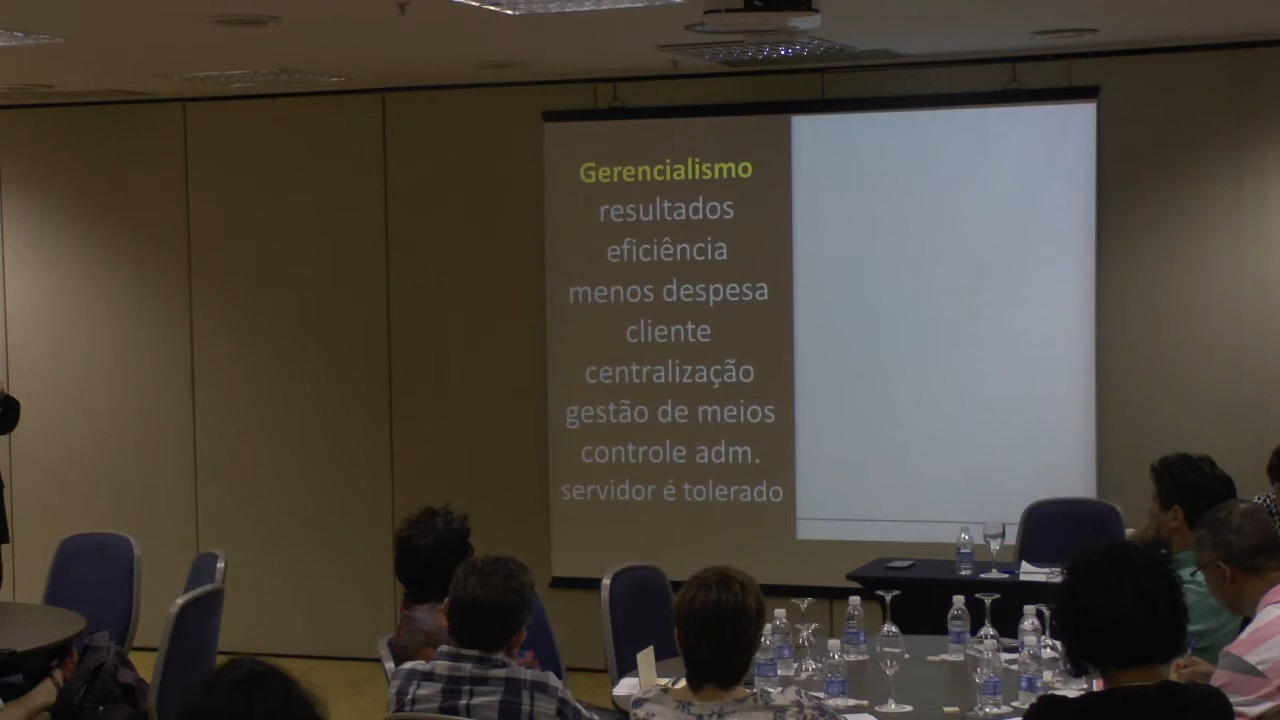 Gerencialismo
resultados
eficiência
menos despesa
cliente
centralização
gestão de meios
controle adm.
servidor é tolerado